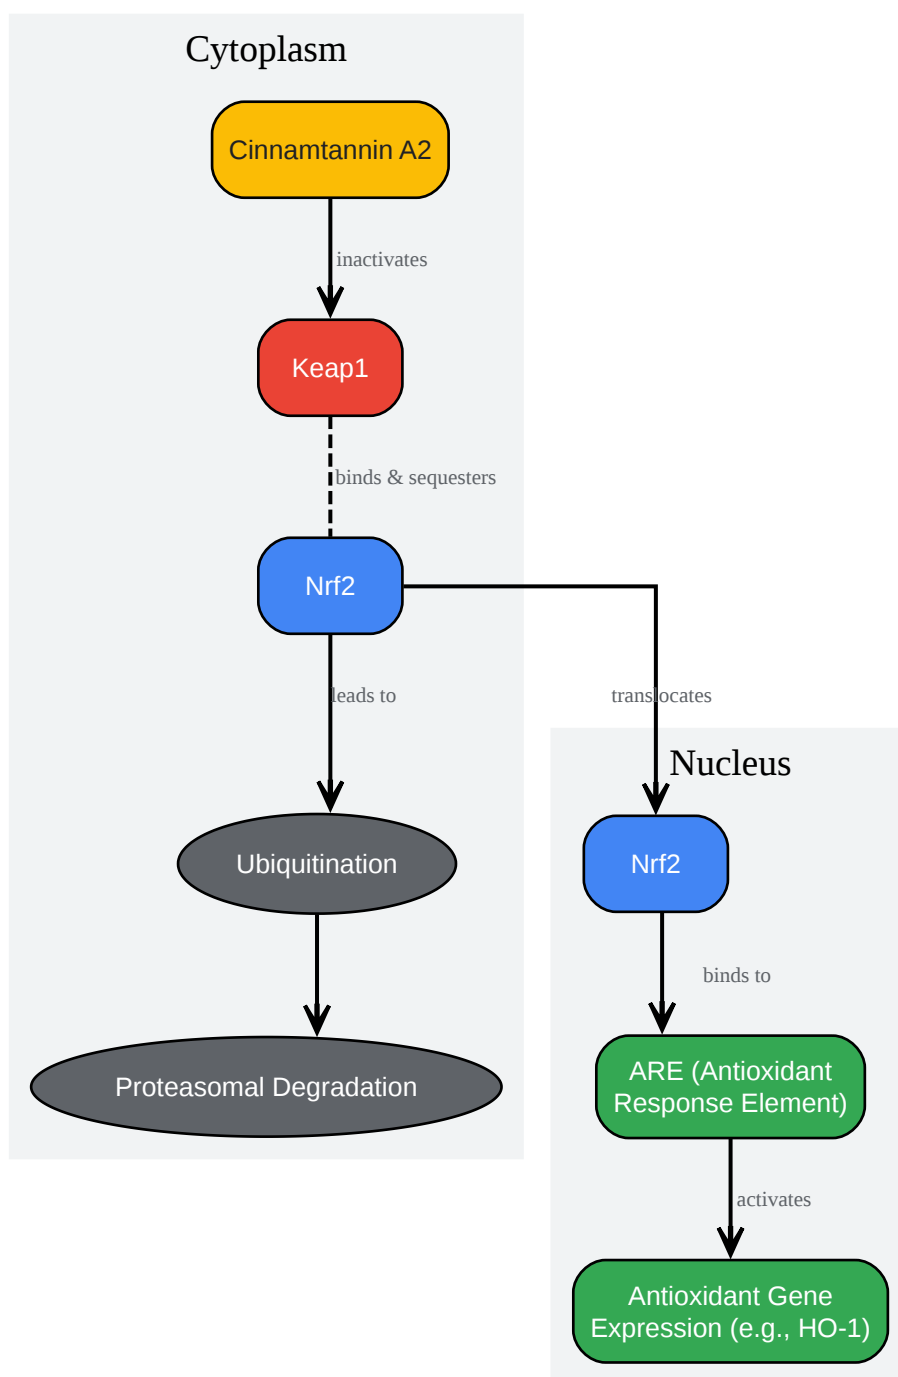 Cytoplasm
Cinnamtannin A2
inactivates
Keap1
binds & sequesters
Nrf2
leads to
translocates
Nucleus
Ubiquitination
Nrf2
binds to
Proteasomal Degradation
ARE (Antioxidant
Response Element)
activates
Antioxidant Gene
Expression (e.g., HO-1)